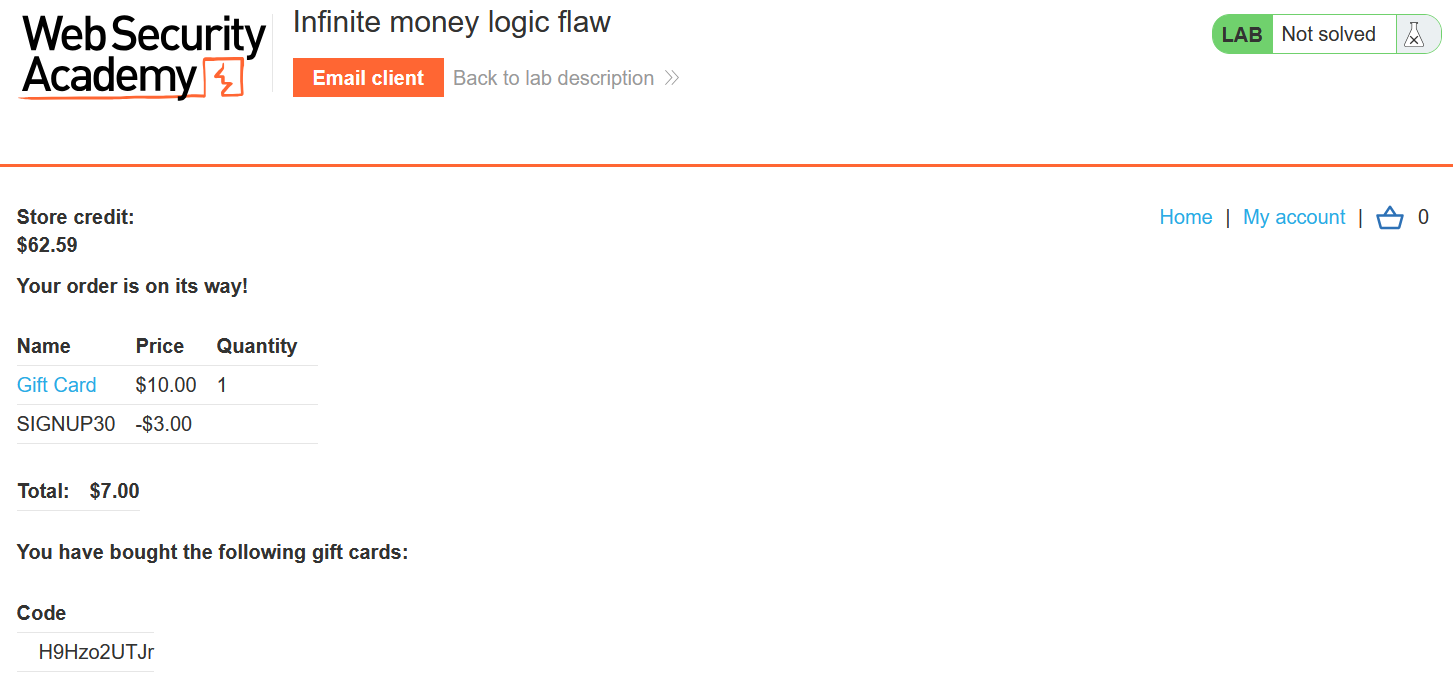 Web Security
Academy
Infinite money logic flaw
Email client
Back to lab description
LAB
Not solved
Store credit:
$62.59
Home | My account | 0
Your order is on its way!
Name Price Quantity
Gift Card $10.00 1
SIGNUP30 -$3.00
Total: $7.00
You have bought the following gift cards:
Code
H9Hzo2UTJr